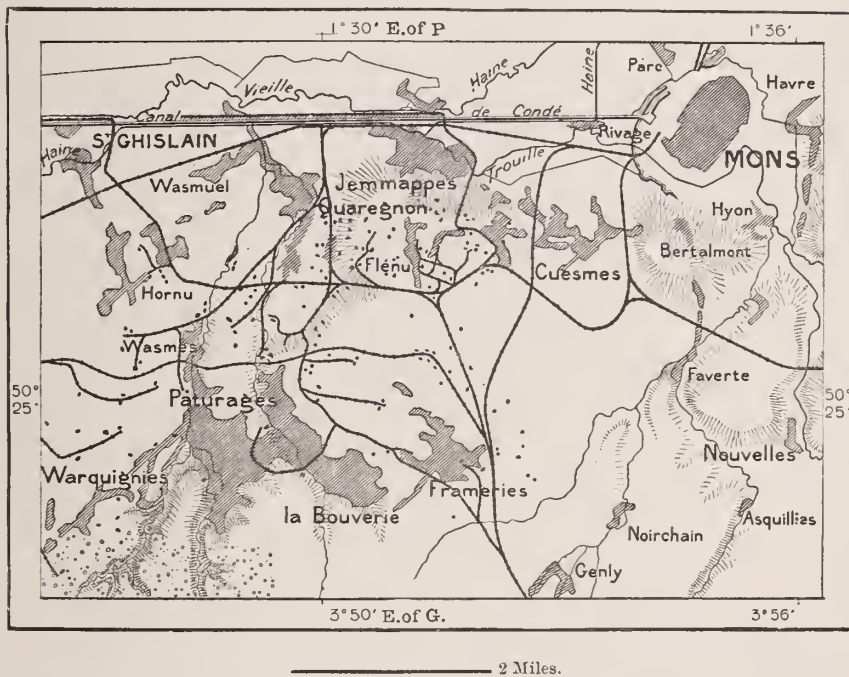 1° 30' E. of P
1° 36'
Parc
Havre
Haine
Haine
Vieille
Canal
de Condé
Rivage
Haine
ST GHISLAIN
Trouille
MONS
Wasmuel
Jemmappes
Quaregnon
Hyon
Bertaimont
Flénu
Cuesmes
Hornu
Wasmes
50°
25'
50°
25'
Faverte
Paturages
Nouvelles
Warquignies
Frameries
la Bouverie
Noirchain
Asquillies
Genly
3° 50' E. of G.
3° 56'
2 Miles.